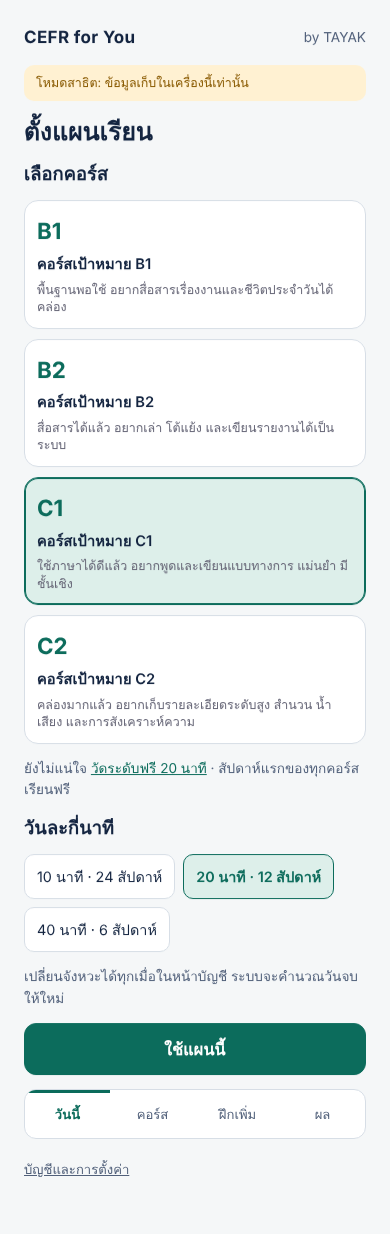 CEFR for You
by TAYAK
โหมดสาธิต: ข้อมูลเก็บในเครื่องนี้เท่านั้น
ตั้งแผนเรียน
เลือกคอร์ส
B1
คอร์สเป้าหมาย B1
พื้นฐานพอใช้ อยากสื่อสารเรื่องงานและชีวิตประจำวันได้
คล่อง
B2
คอร์สเป้าหมาย B2
สื่อสารได้แล้ว อยากเล่า โต้แย้ง และเขียนรายงานได้เป็น
ระบบ
C1
คอร์สเป้าหมาย C1
ใช้ภาษาได้ดีแล้ว อยากพูดและเขียนแบบทางการ แม่นยำ มี
ชั้นเชิง
C2
คอร์สเป้าหมาย C2
คล่องมากแล้ว อยากเก็บรายละเอียดระดับสูง สำนวน น้ำ
เสียง และการสังเคราะห์ความ
ยังไม่แน่ใจ วัดระดับฟรี 20 นาที · สัปดาห์แรกของทุกคอร์ส
เรียนฟรี
วันละกี่นาที
10 นาที · 24 สัปดาห์
20 นาที · 12 สัปดาห์
40 นาที · 6 สัปดาห์
เปลี่ยนจังหวะได้ทุกเมื่อในหน้าบัญชี ระบบจะคำนวณวันจบ
ให้ใหม่
ใช้แผนนี้
วันนี้
คอร์ส
ฝึกเพิ่ม
ผล
บัญชีและการตั้งค่า